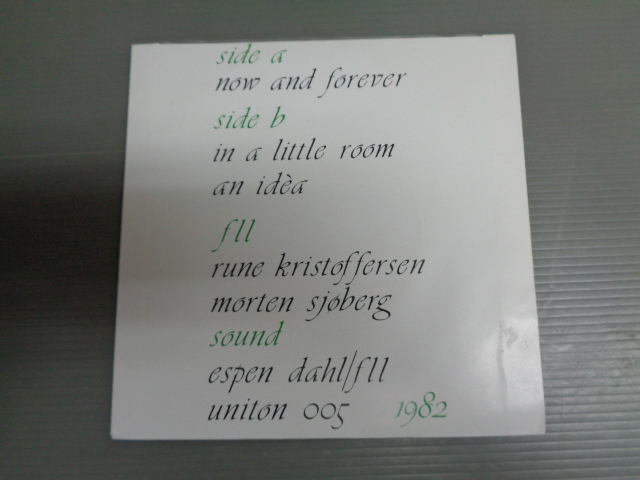 side a
now and forever
side b
in a little room
an idèa
fll
rune kristoffersen
morten sjøberg
sound
espen dahl/fll
uniton 005 1982